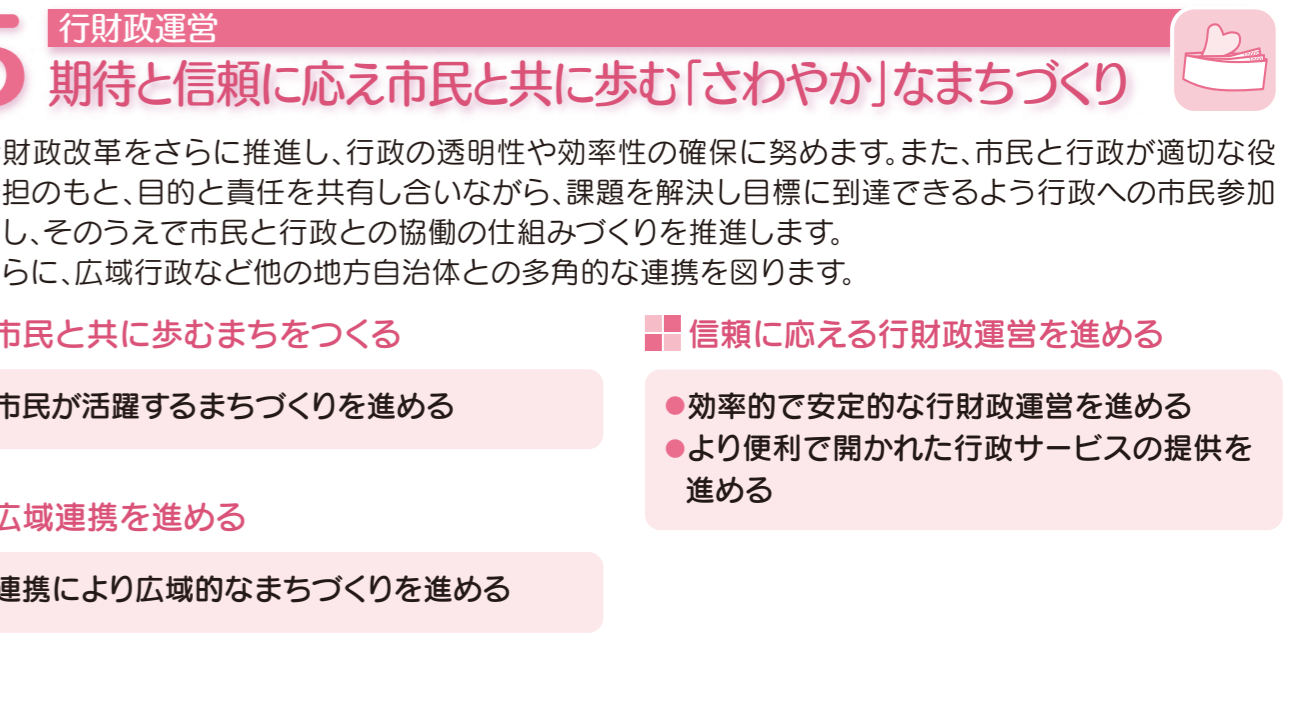 5
行財政運営
期待と信頼に応え市民と共に歩む「さわやか」なまちづくり
財政改革をさらに推進し、行政の透明性や効率性の確保に努めます。また、市民と行政が適切な役
担のもと、目的と責任を共有し合いながら、課題を解決し目標に到達できるよう行政への市民参加
し、そのうえで市民と行政との協働の仕組みづくりを推進します。
らに、広域行政など他の地方自治体との多角的な連携を図ります。
市民と共に歩むまちをつくる
市民が活躍するまちづくりを進める
広域連携を進める
連携により広域的なまちづくりを進める
信頼に応える行財政運営を進める
●効率的で安定的な行財政運営を進める
●より便利で開かれた行政サービスの提供を
進める